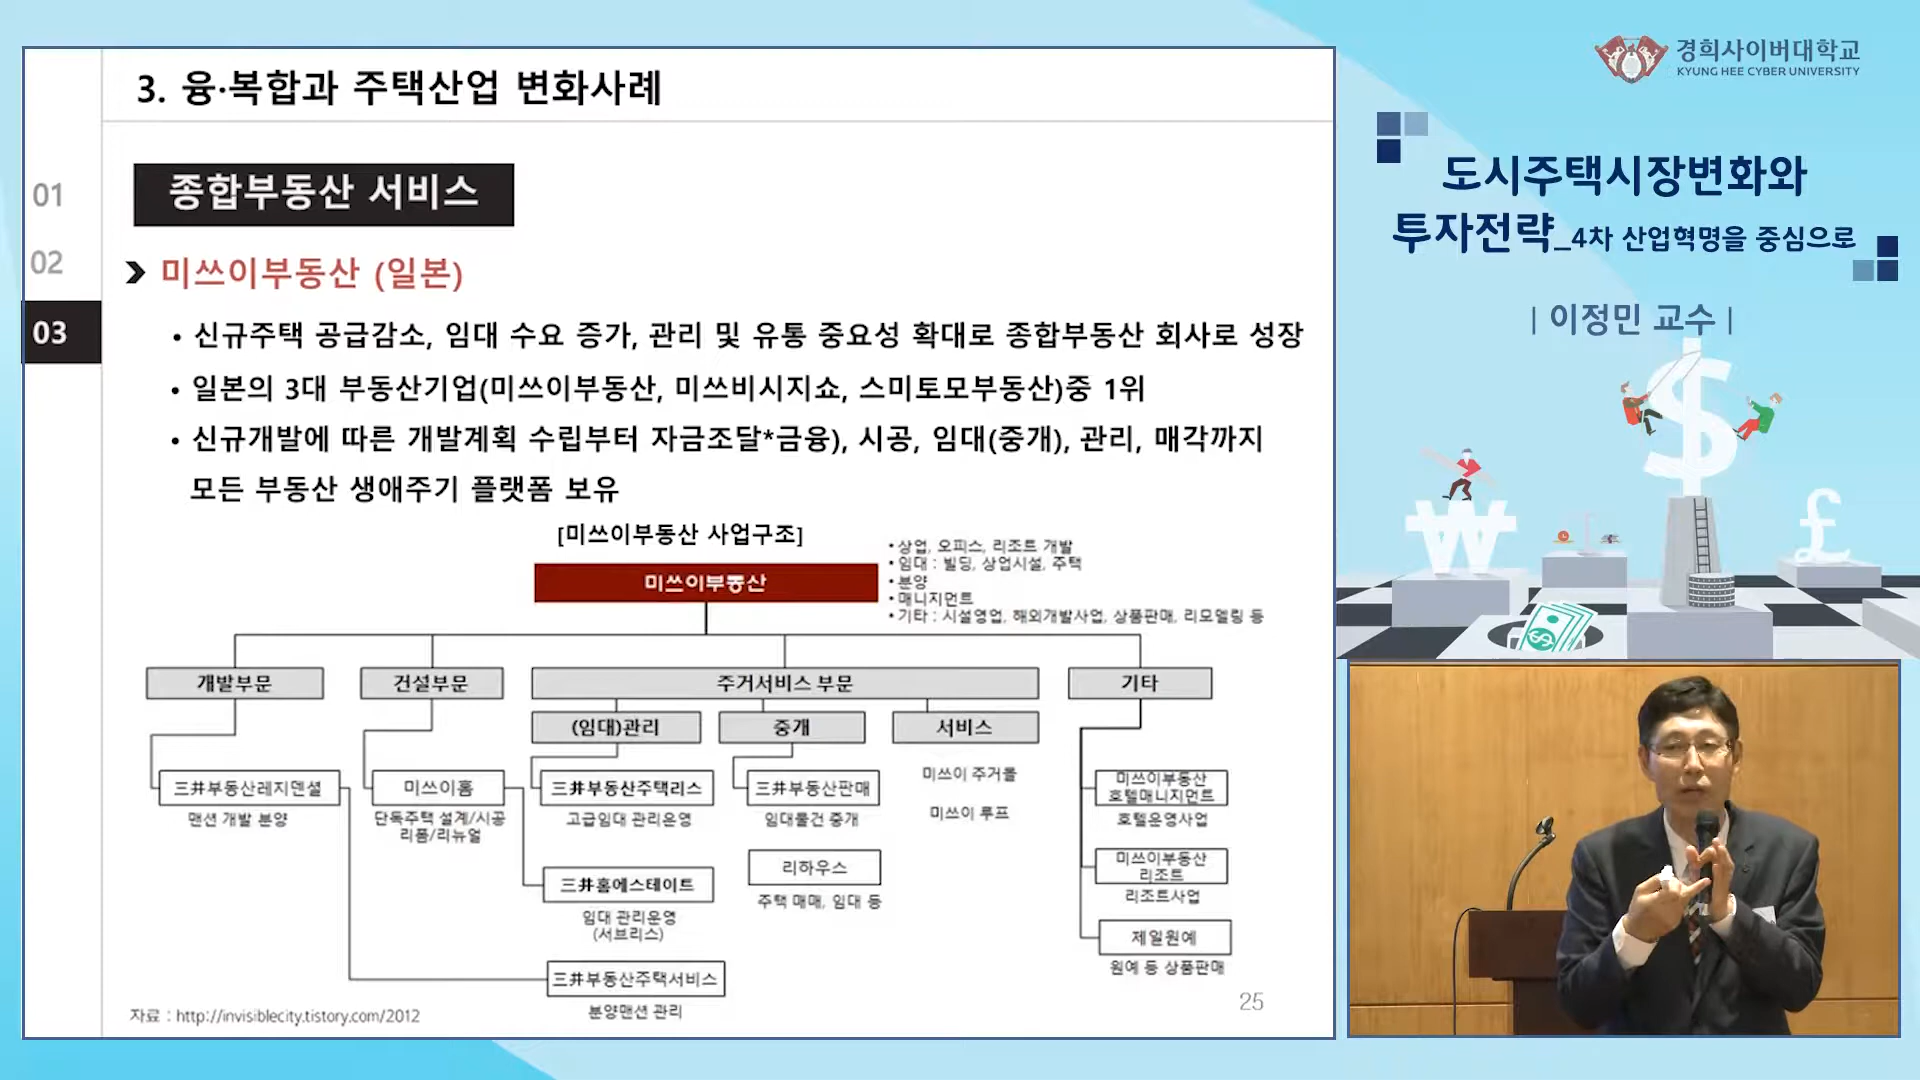 3. 융·복합과 주택산업 변화사례
01
02
03
종합부동산 서비스
미쓰이부동산 (일본)
• 신규주택 공급감소, 임대 수요 증가, 관리 및 유통 중요성 확대로 종합부동산 회사로 성장
• 일본의 3대 부동산기업(미쓰이부동산, 미쓰비시지쇼, 스미토모부동산)중 1위
• 신규개발에 따른 개발계획 수립부터 자금조달*금융), 시공, 임대(중개), 관리, 매각까지
모든 부동산 생애주기 플랫폼 보유
[미쓰이부동산 사업구조]
미쓰이부동산
• 상업, 오피스, 리조트 개발
• 임대 : 빌딩, 상업시설, 주택
• 분양
• 매니지먼트
• 기타 : 시설영업, 해외개발사업, 상품판매, 리모델링 등
개발부문
건설부문
주거서비스 부문
기타
(임대)관리
중개
서비스
三井부동산레지덴셜
맨션 개발 분양
미쓰이홈
단독주택 설계/시공
리폼/리뉴얼
三井부동산주택리스
고급임대 관리운영
三井홈에스테이트
임대 관리운영
(서브리스)
三井부동산주택서비스
분양맨션 관리
三井부동산판매
임대물건 중개
리하우스
주택 매매, 임대 등
미쓰이 주거몰
미쓰이 루프
미쓰이부동산
호텔매니지먼트
호텔운영사업
미쓰이부동산
리조트
리조트사업
제일원예
원예 등 상품판매
자료 : http://invisiblecity.tistory.com/2012
25
경희사이버대학교
KYUNG HEE CYBER UNIVERSITY
도시주택시장변화와
투자전략_4차 산업혁명을 중심으로
| 이정민 교수 |